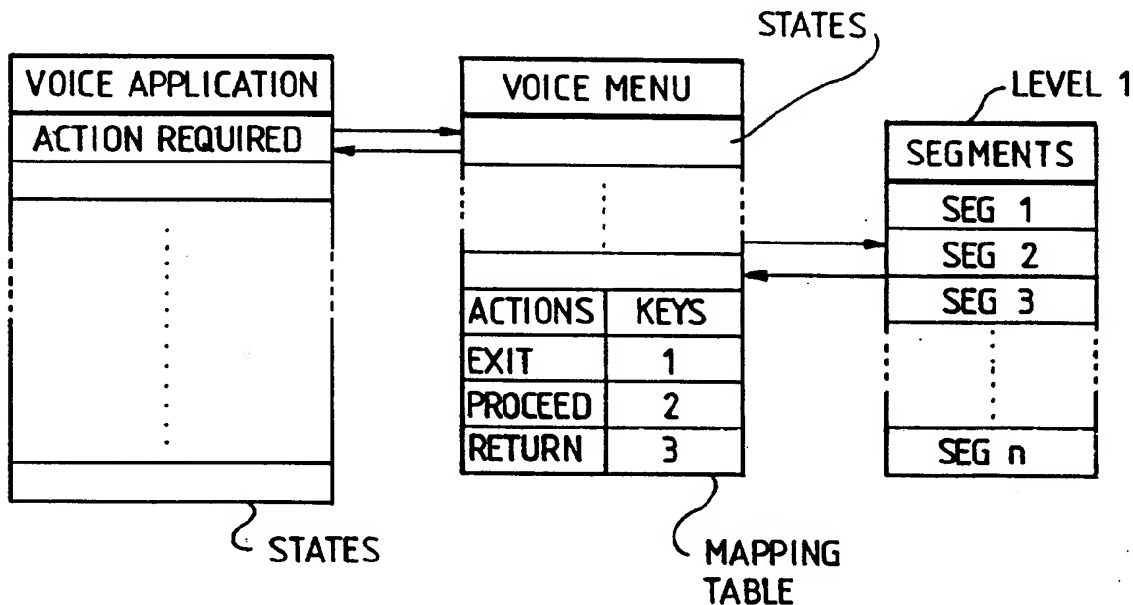 STATES
LEVEL 1
VOICE APPLICATION
ACTION REQUIRED
VOICE MENU
ACTIONS KEYS
EXIT 1
PROCEED 2
RETURN 3
SEGMENTS
SEG 1
SEG 2
SEG 3
SEG n
STATES
MAPPING
TABLE